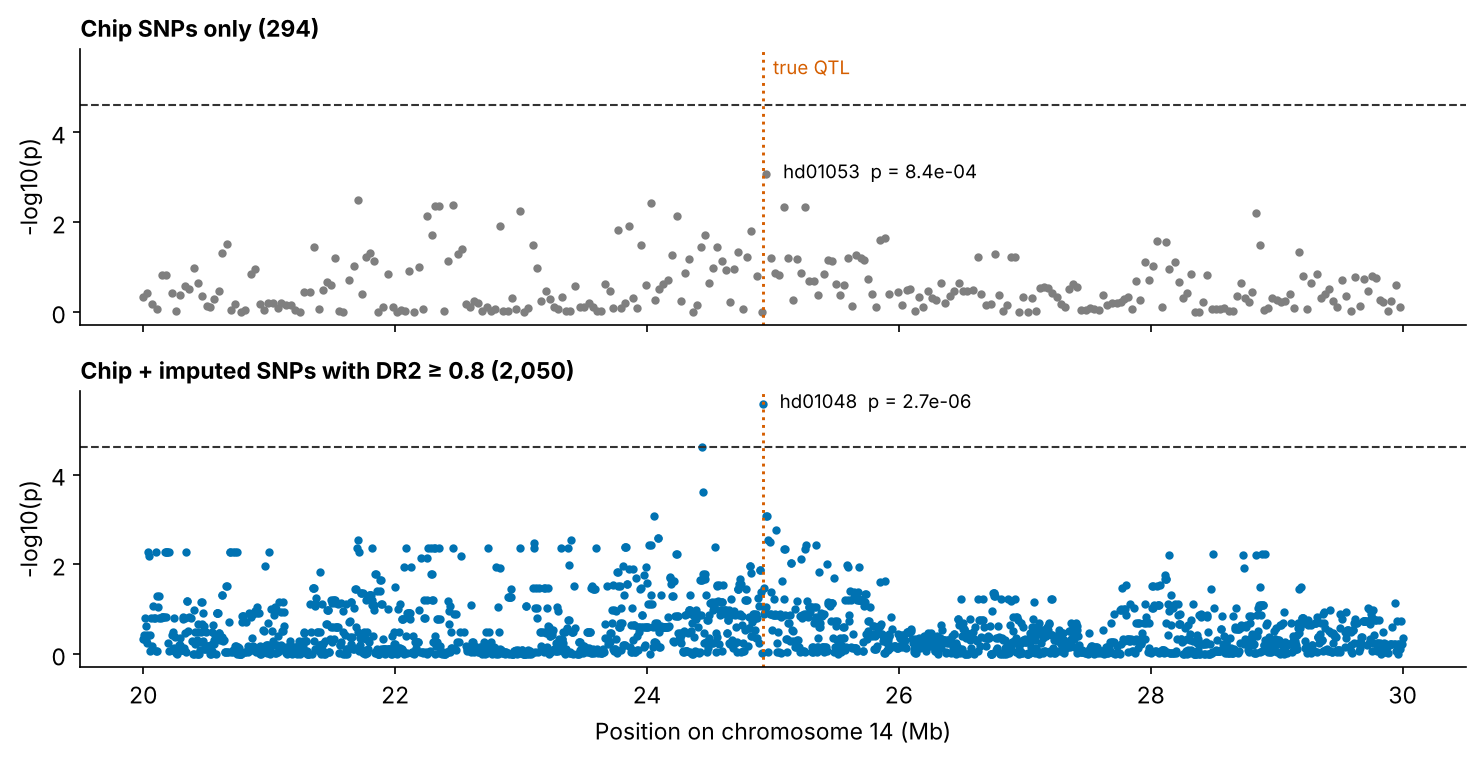 Chip SNPs only (294)
true QTL
hd01053 p = 8.4e-04
-log10(p)
4
2
0
Chip + imputed SNPs with DR2 ≥ 0.8 (2,050)
hd01048 p = 2.7e-06
-log10(p)
4
2
0
20 22 24 26 28 30
Position on chromosome 14 (Mb)